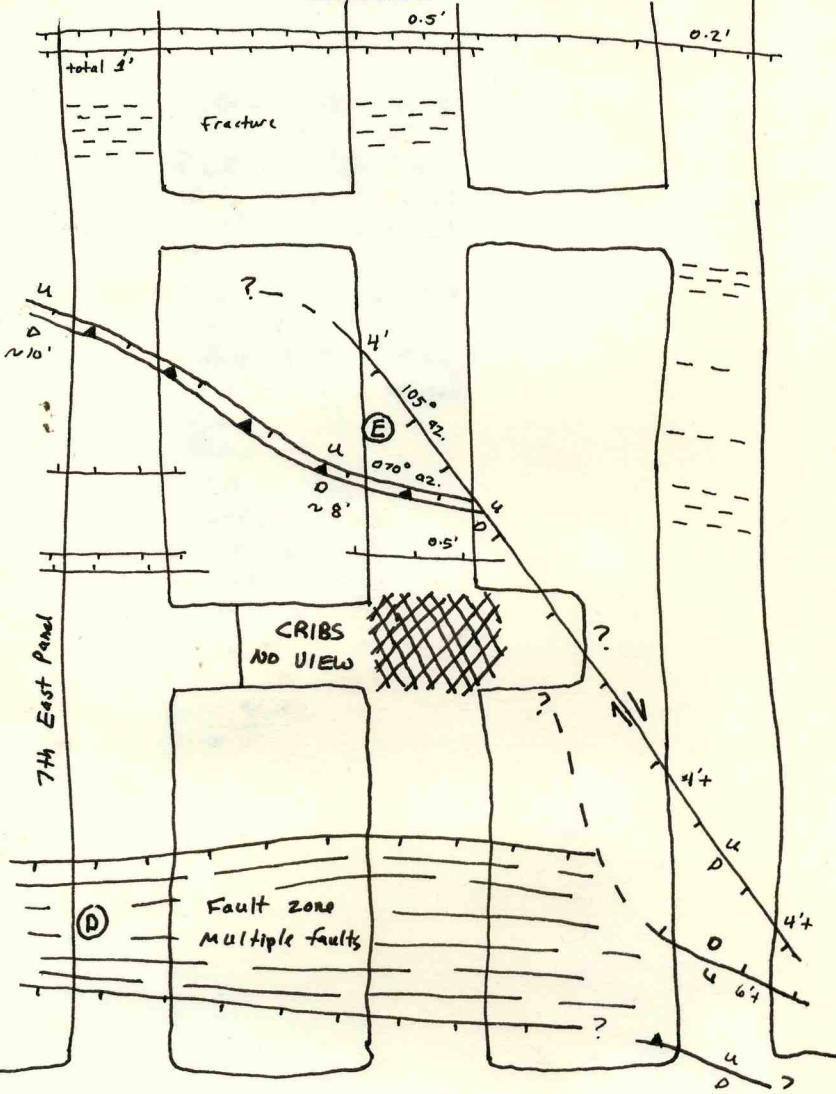 0.5'
0.2'
total 1'
Fracture
?
U
D
~10'
4'
105°
92.
E
U
070° 02.
D
~8'
U
D
0.5'
CRIBS
NO VIEW
?
?
7th East Panel
4'+
U
D
4'+
Fault zone
Multiple faults
D
D
U
6'+
?
U
D
?